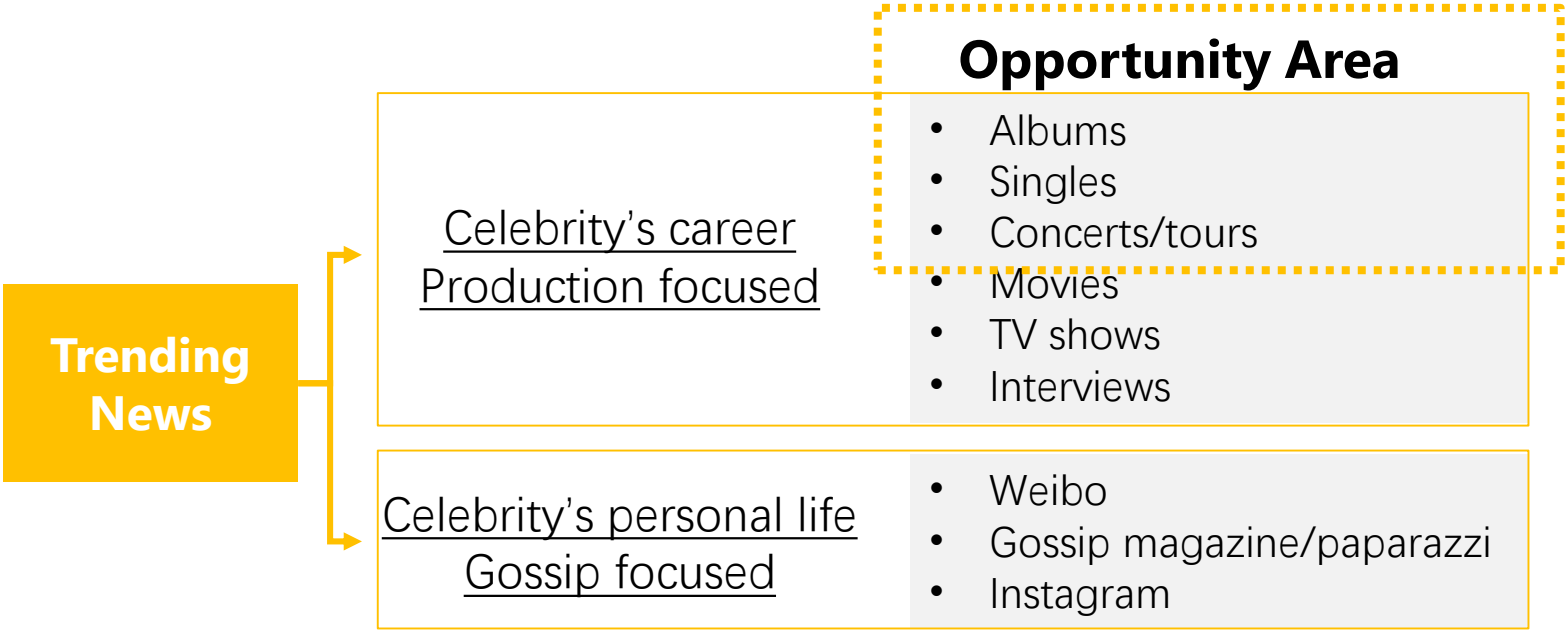 Opportunity Area
Trending
News
Celebrity’s career
Production focused
• Albums
• Singles
• Concerts/tours
• Movies
• TV shows
• Interviews
Celebrity’s personal life
Gossip focused
• Weibo
• Gossip magazine/paparazzi
• Instagram